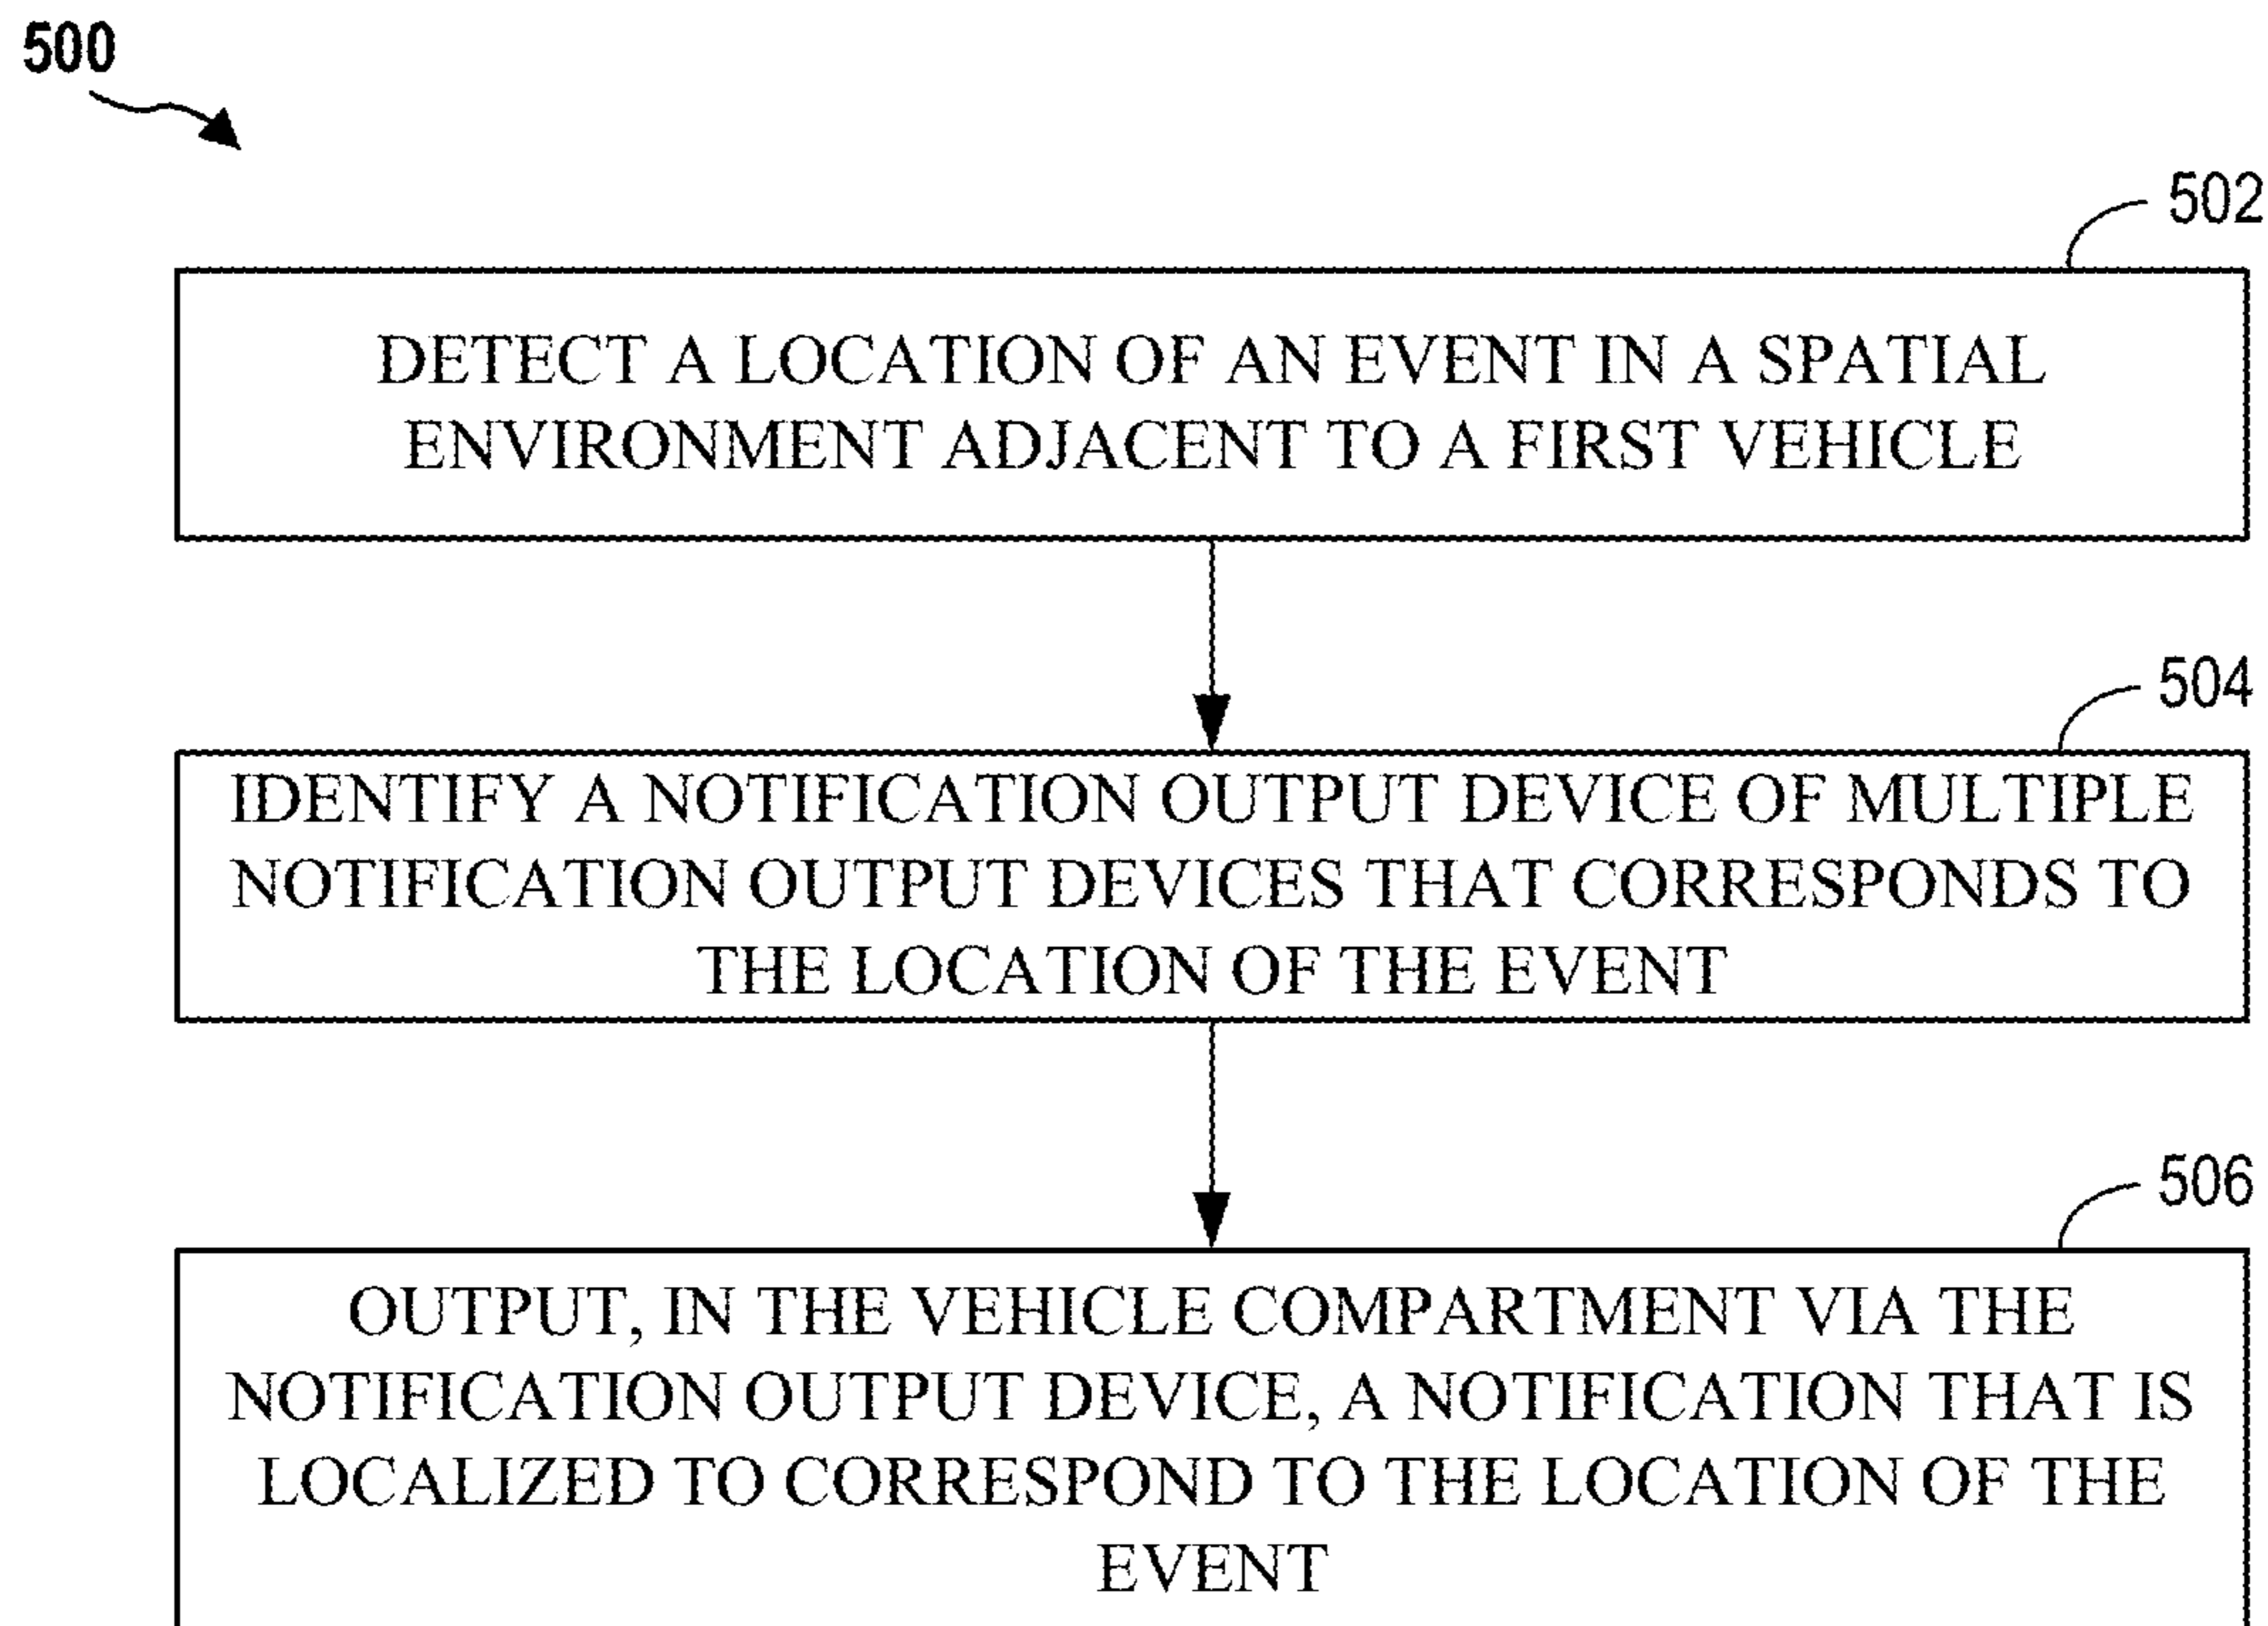 500
502
DETECT A LOCATION OF AN EVENT IN A SPATIAL
ENVIRONMENT ADJACENT TO A FIRST VEHICLE
504
IDENTIFY A NOTIFICATION OUTPUT DEVICE OF MULTIPLE
NOTIFICATION OUTPUT DEVICES THAT CORRESPONDS TO
THE LOCATION OF THE EVENT
506
OUTPUT, IN THE VEHICLE COMPARTMENT VIA THE
NOTIFICATION OUTPUT DEVICE, A NOTIFICATION THAT IS
LOCALIZED TO CORRESPOND TO THE LOCATION OF THE
EVENT